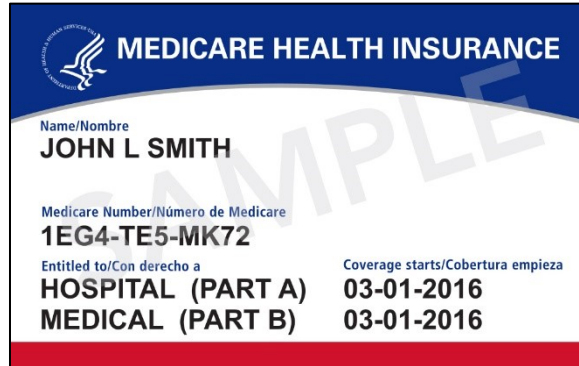 MEDICARE HEALTH INSURANCE
Name/Nombre
JOHN L SMITH
Medicare Number/Número de Medicare
1EG4-TE5-MK72
Entitled to/Con derecho a Coverage starts/Cobertura empieza
HOSPITAL (PART A) 03-01-2016
MEDICAL (PART B) 03-01-2016
SAMPLE